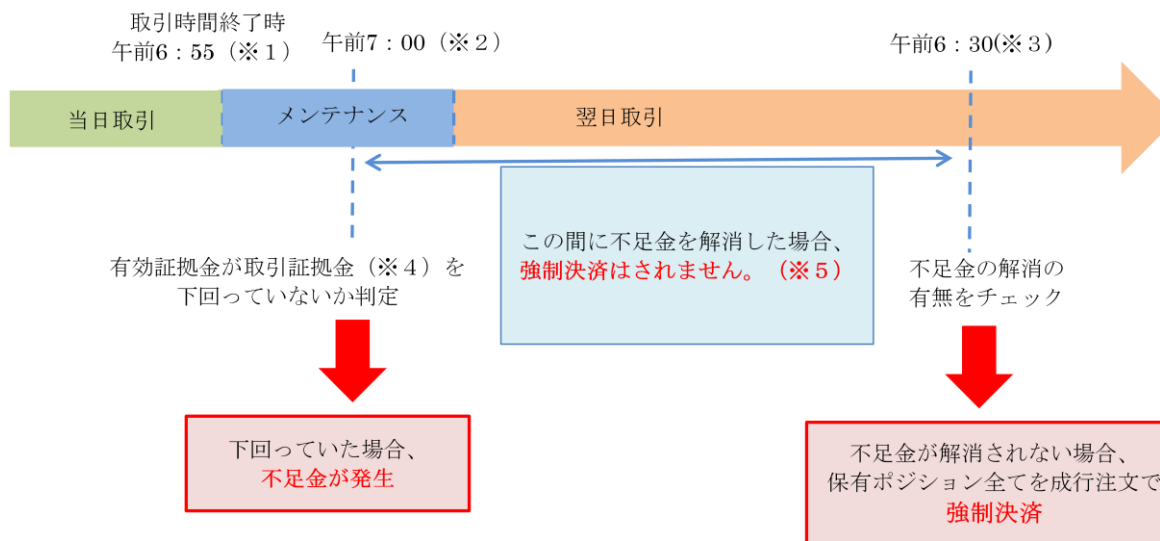 取引時間終了時
午前6：55（※１）
午前7：00（※２）
午前6：30(※３)
当日取引
メンテナンス
翌日取引
有効証拠金が取引証拠金（※４）を
下回っていないか判定
この間に不足金を解消した場合、
強制決済はされません。（※５）
不足金の解消の
有無をチェック
下回っていた場合、
不足金が発生
不足金が解消されない場合、
保有ポジション全てを成行注文で
強制決済